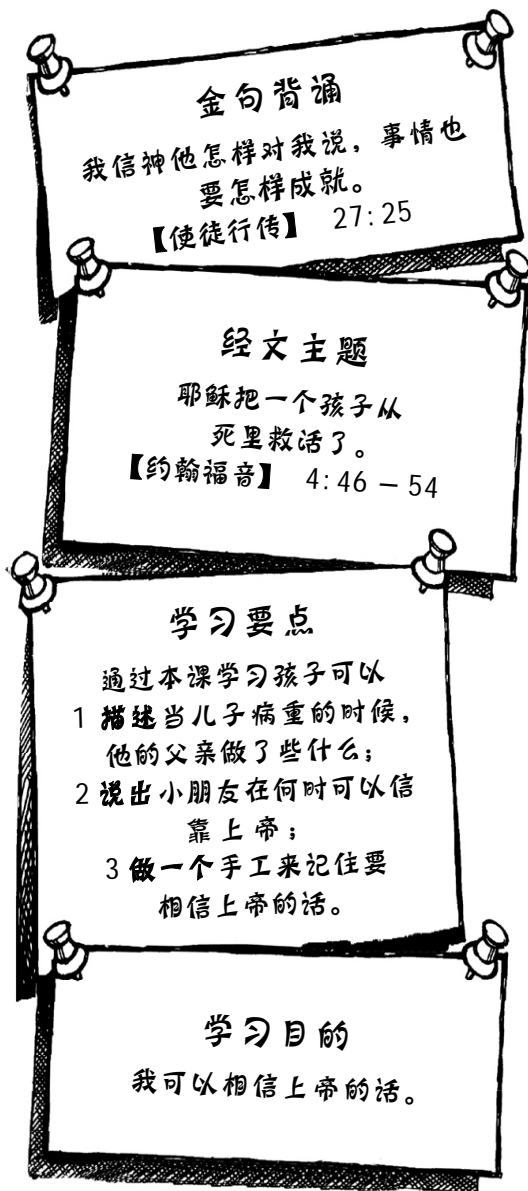 金句背诵
我信神他怎样对我说，事情也
要怎样成就。
【使徒行传】 27:25
经文主题
耶稣把一个孩子从
死里救活了。
【约翰福音】 4:46－54
学习要点
通过本课学习孩子可以
1 描述当儿子病重的时候，
他的父亲做了些什么；
2 说出小朋友在何时可以信
靠上帝；
3 做一个手工来记住要
相信上帝的话。
学习目的
我可以相信上帝的话。